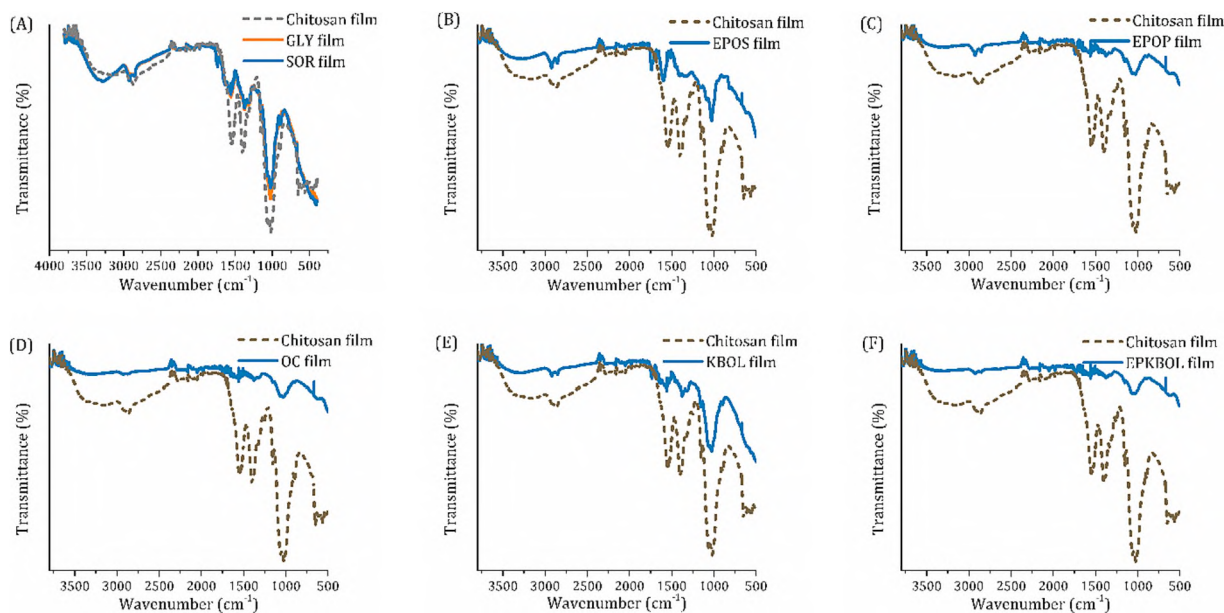 (A)
Chitosan film
GLY film
SOR film
Transmittance (%)
4000 3500 3000 2500 2000 1500 1000 500
Wavenumber (cm⁻¹)
(B)
Chitosan film
EPOS film
Transmittance (%)
3500 3000 2500 2000 1500 1000 500
Wavenumber (cm⁻¹)
(C)
Chitosan film
EPOP film
Transmittance (%)
3500 3000 2500 2000 1500 1000 500
Wavenumber (cm⁻¹)
(D)
Chitosan film
OC film
Transmittance (%)
3500 3000 2500 2000 1500 1000 500
Wavenumber (cm⁻¹)
(E)
Chitosan film
KBOL film
Transmittance (%)
3500 3000 2500 2000 1500 1000 500
Wavenumber (cm⁻¹)
(F)
Chitosan film
EPKBOL film
Transmittance (%)
3500 3000 2500 2000 1500 1000 500
Wavenumber (cm⁻¹)